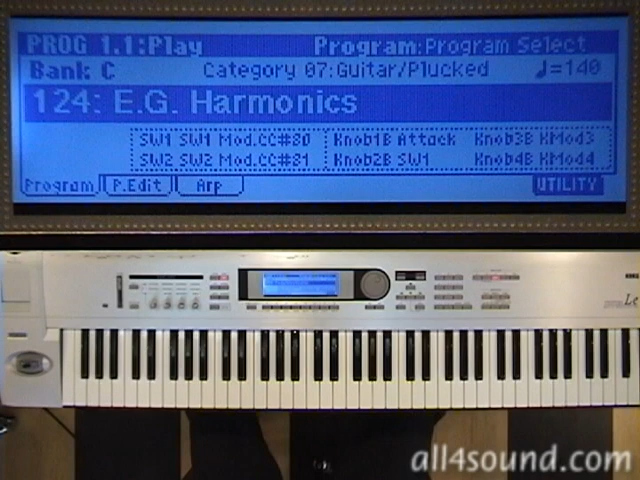 PROG 1.1:Play Program:Program Select
Bank C Category 07:Guitar/Plucked ♩=140
124: E.G. Harmonics
SW1 SW1 Mod.CC#80 Knob1B Attack Knob3B KMod3
SW2 SW2 Mod.CC#81 Knob2B SW1 Knob4B KMod4
Program P.Edit Arp UTILITY
KORG
Le
all4sound.com